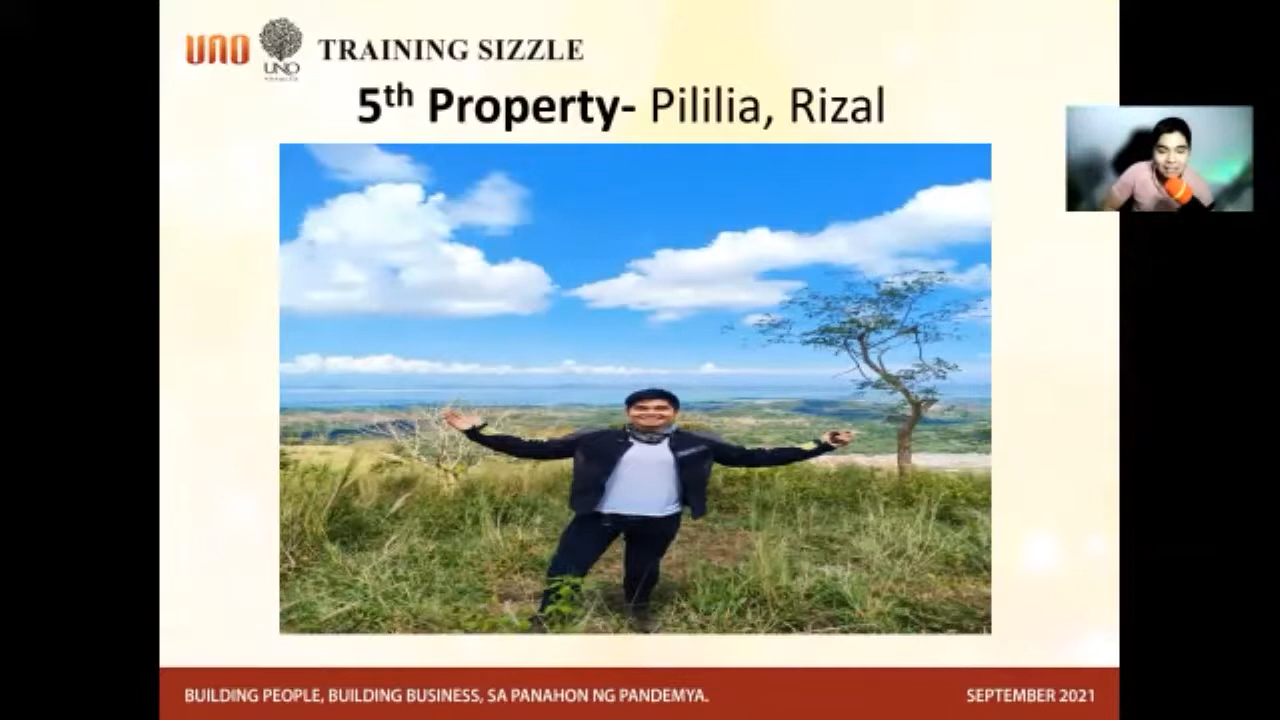 UNO
UNO
TRAINING SIZZLE
5th Property- Pililia, Rizal
BUILDING PEOPLE, BUILDING BUSINESS, SA PANAHON NG PANDEMYA.
SEPTEMBER 2021